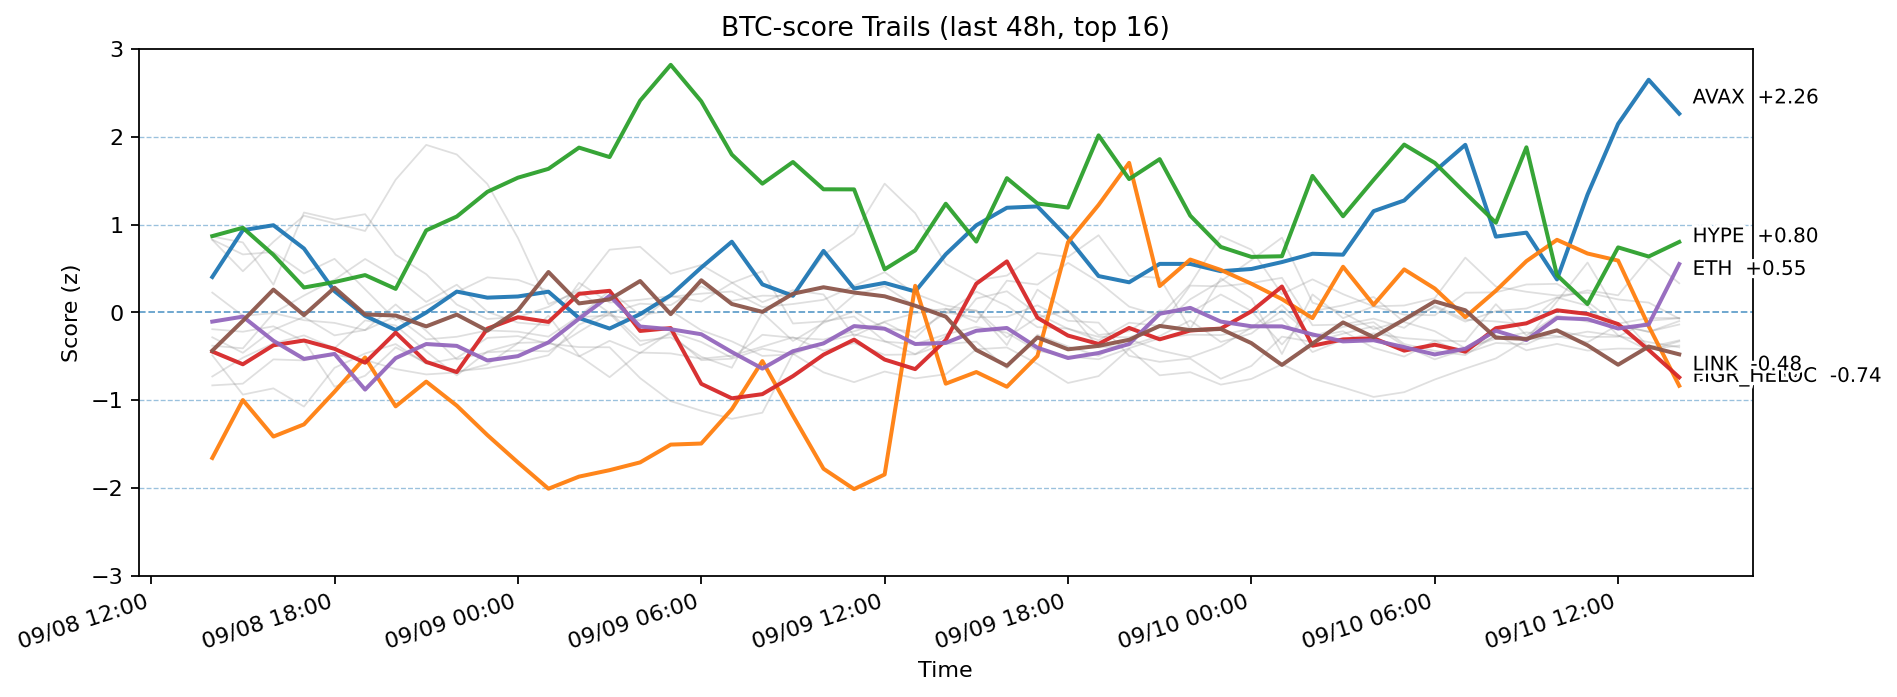 BTC-score Trails (last 48h, top 16)
Score (z)
3
2
1
0
−1
−2
−3
AVAX +2.26
HYPE +0.80
ETH +0.55
LINK -0.48
-0.74
09/08 12:00
09/08 18:00
09/09 00:00
09/09 06:00
09/09 12:00
09/09 18:00
09/10 00:00
09/10 06:00
09/10 12:00
Time